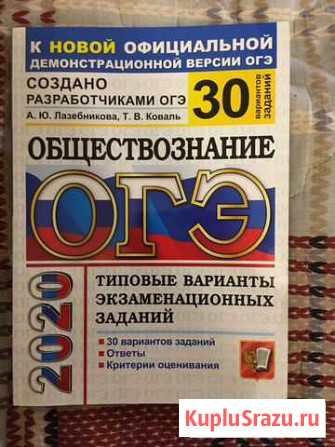 К НОВОЙ ОФИЦИАЛЬНОЙ
ДЕМОНСТРАЦИОННОЙ ВЕРСИИ ОГЭ
СОЗДАНО
РАЗРАБОТЧИКАМИ ОГЭ
А. Ю. Лазебникова, Т. В. Коваль
30
вариантов
заданий
ОБЩЕСТВОЗНАНИЕ
ОГЭ
2020
ТИПОВЫЕ ВАРИАНТЫ
ЭКЗАМЕНАЦИОННЫХ
ЗАДАНИЙ
• 30 вариантов заданий
• Ответы
• Критерии оценивания
KupluSrazu.ru